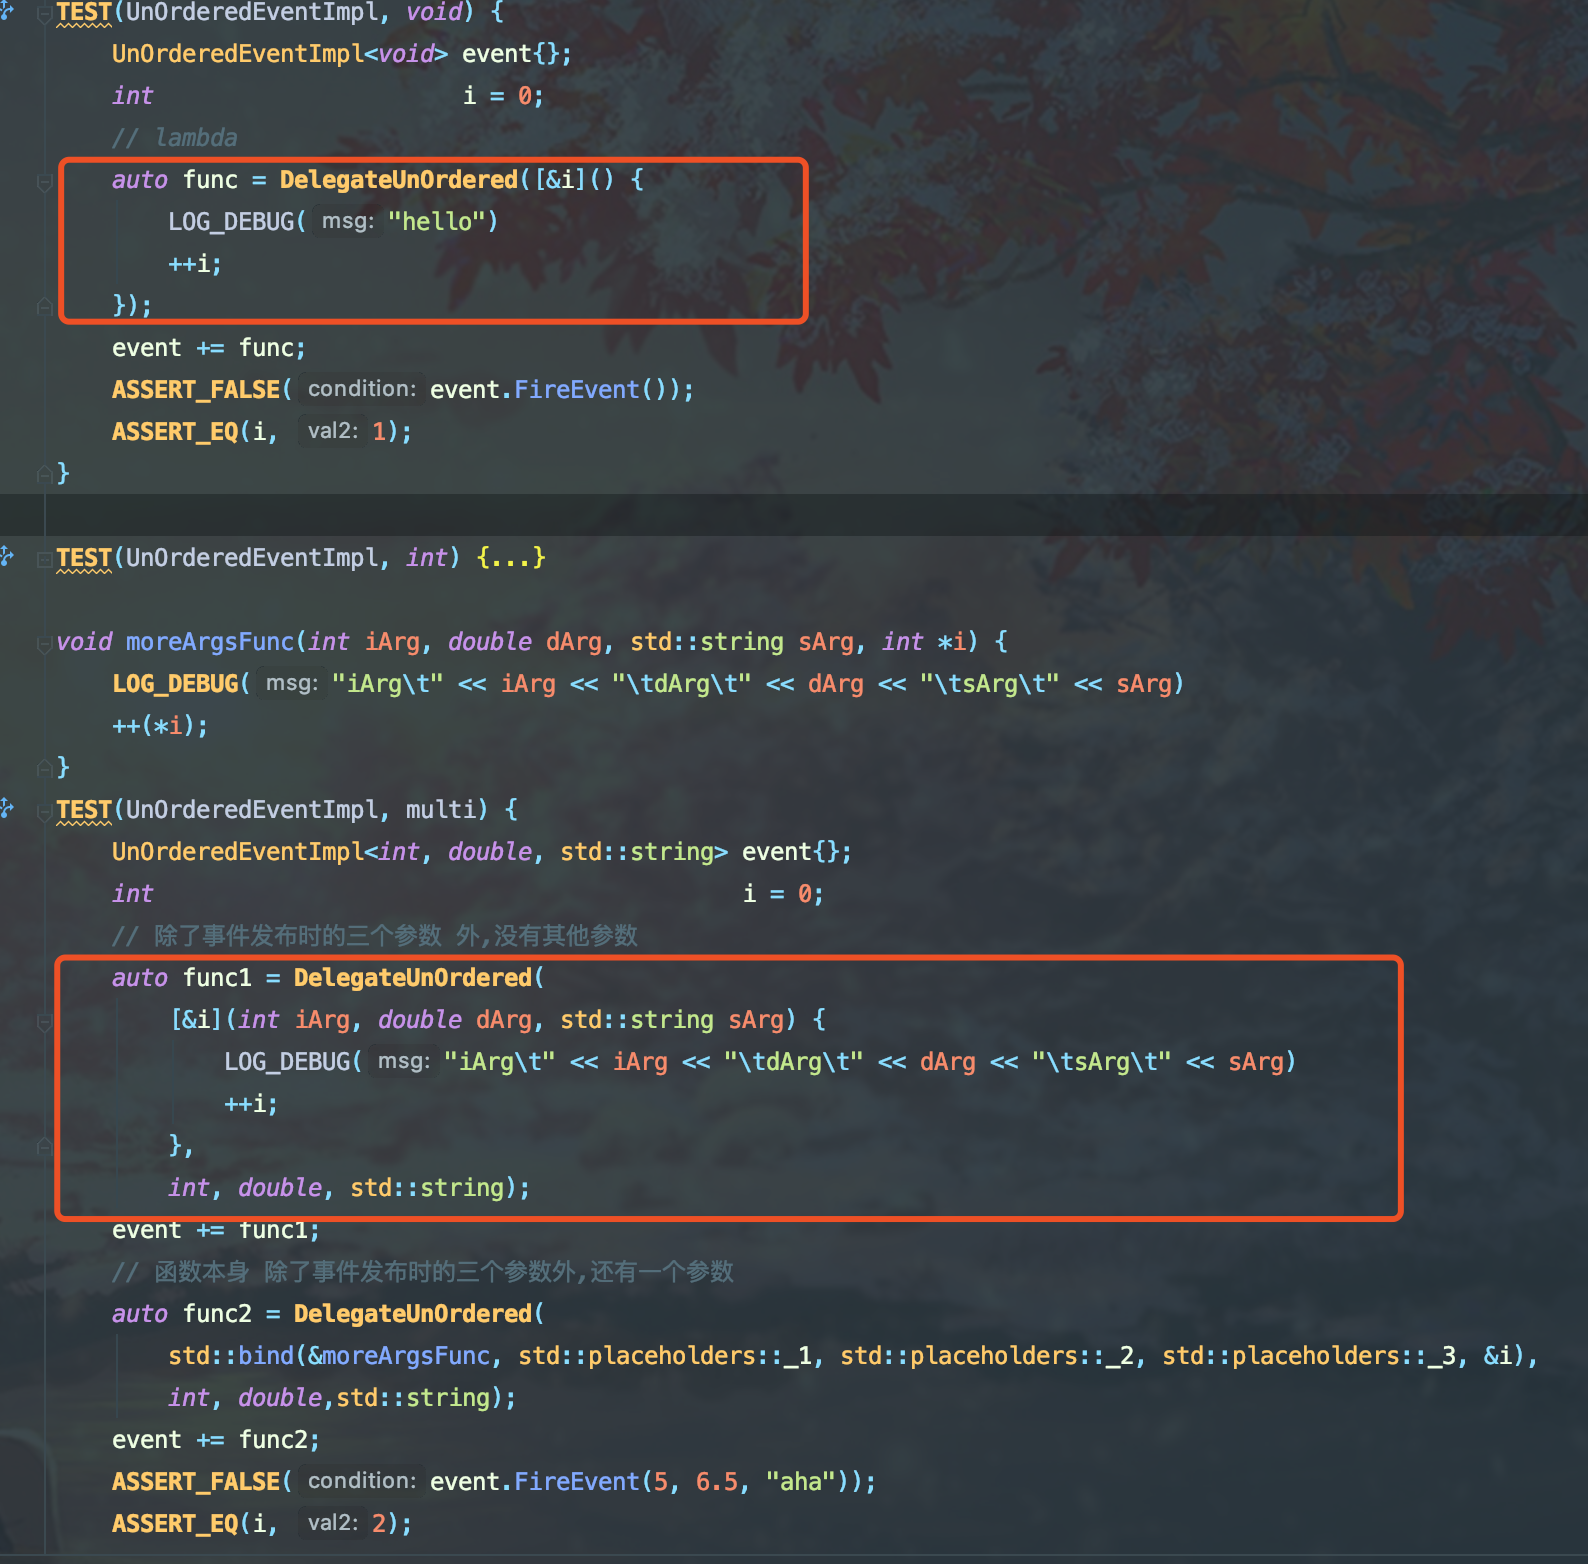 TEST(UnOrderedEventImpl, void) {
    UnOrderedEventImpl<void> event{};
    int                      i = 0;
    // lambda
    auto func = DelegateUnOrdered([&i]() {
        LOG_DEBUG( msg: "hello")
        ++i;
    });
    event += func;
    ASSERT_FALSE( condition: event.FireEvent());
    ASSERT_EQ(i,  val2: 1);
}
TEST(UnOrderedEventImpl, int) {...}
void moreArgsFunc(int iArg, double dArg, std::string sArg, int *i) {
    LOG_DEBUG( msg: "iArg\t" << iArg << "\tdArg\t" << dArg << "\tsArg\t" << sArg)
    ++(*i);
}
TEST(UnOrderedEventImpl, multi) {
    UnOrderedEventImpl<int, double, std::string> event{};
    int                                          i = 0;
    // 除了事件发布时的三个参数 外,没有其他参数
    auto func1 = DelegateUnOrdered(
        [&i](int iArg, double dArg, std::string sArg) {
            LOG_DEBUG( msg: "iArg\t" << iArg << "\tdArg\t" << dArg << "\tsArg\t" << sArg)
            ++i;
        },
        int, double, std::string);
    event += func1;
    // 函数本身 除了事件发布时的三个参数外,还有一个参数
    auto func2 = DelegateUnOrdered(
        std::bind(&moreArgsFunc, std::placeholders::_1, std::placeholders::_2, std::placeholders::_3, &i),
        int, double,std::string);
    event += func2;
    ASSERT_FALSE( condition: event.FireEvent(5, 6.5, "aha"));
    ASSERT_EQ(i,  val2: 2);